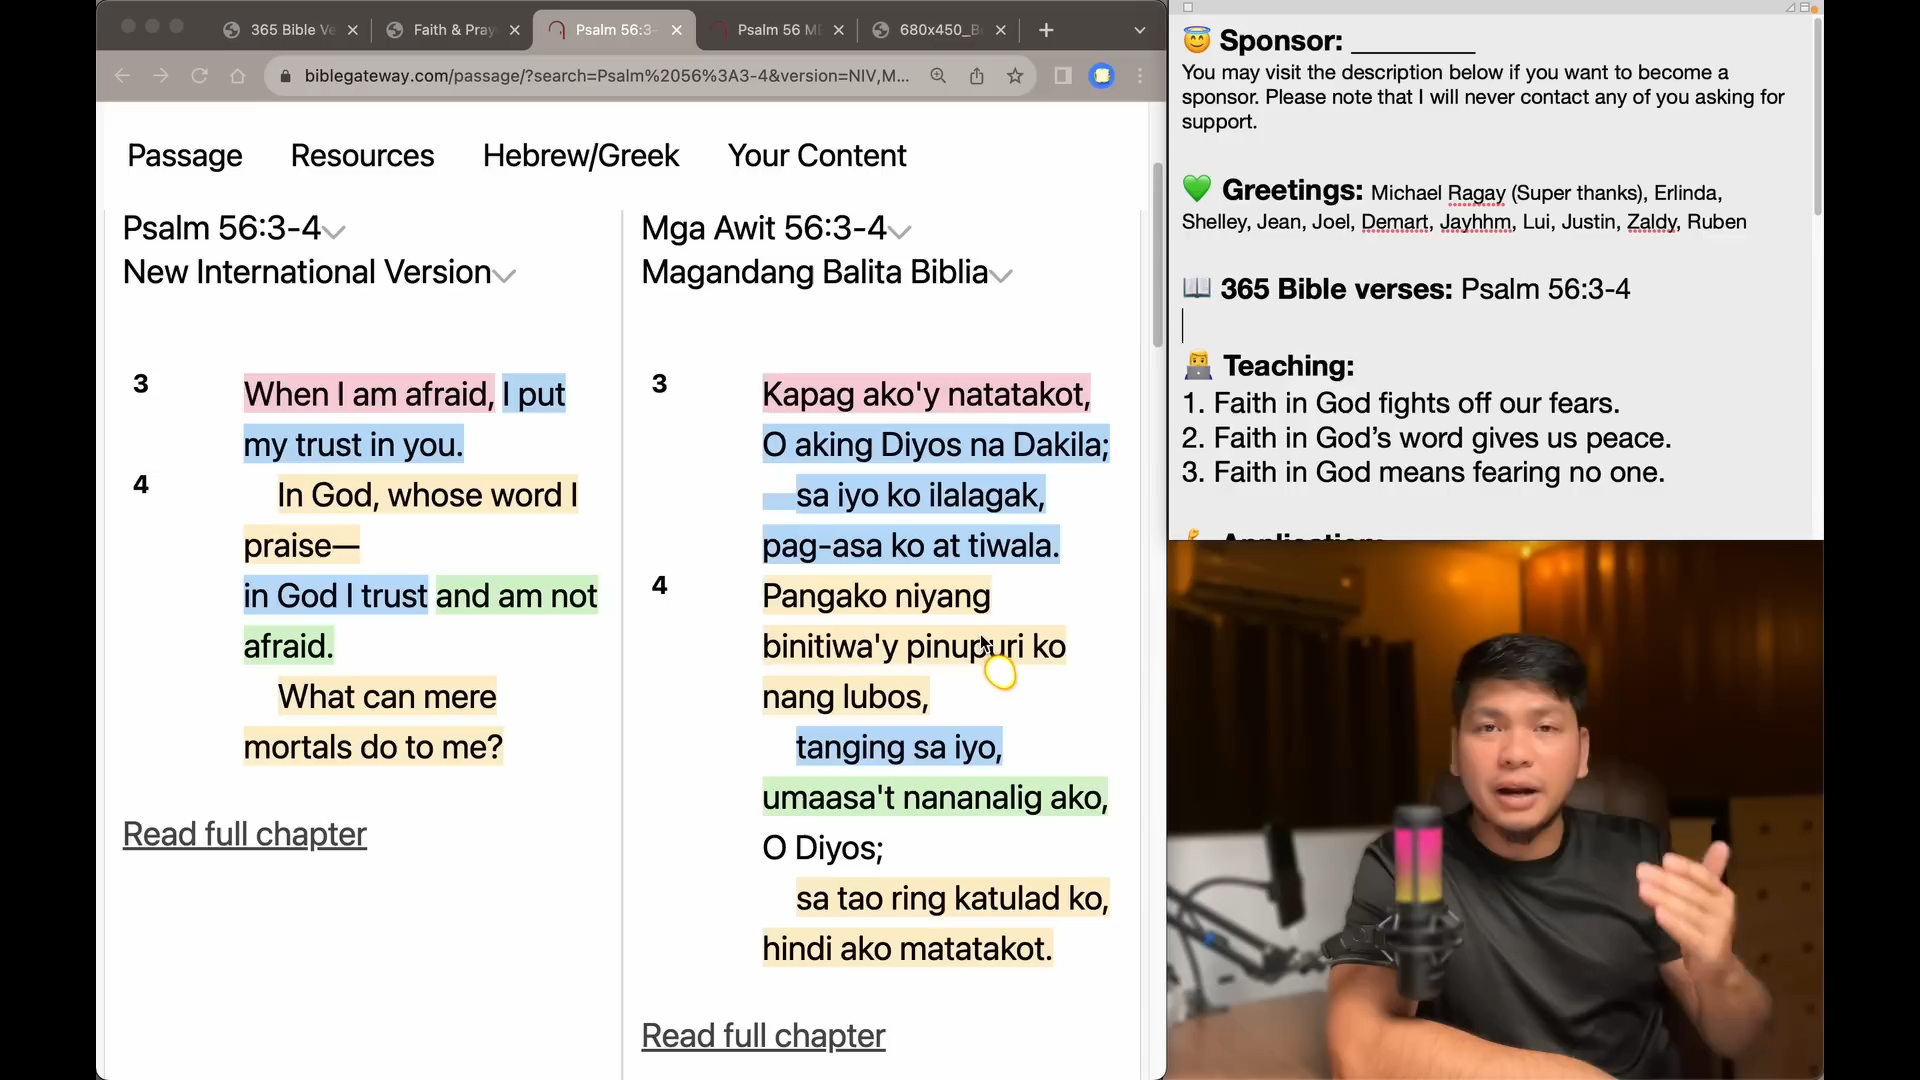 365 Bible Ve
Faith & Pray
Psalm 56:3-
Psalm 56 M
680x450_B
biblegateway.com/passage/?search=Psalm%2056%3A3-4&version=NIV,M...
Passage Resources Hebrew/Greek Your Content
Psalm 56:3-4
New International Version
3 When I am afraid, I put
my trust in you.
4 In God, whose word I
praise—
in God I trust and am not
afraid.
What can mere
mortals do to me?
Read full chapter
Mga Awit 56:3-4
Magandang Balita Biblia
3 Kapag ako'y natatakot,
O aking Diyos na Dakila;
sa iyo ko ilalagak,
pag-asa ko at tiwala.
4 Pangako niyang
binitiwa'y pinupuri ko
nang lubos,
tanging sa iyo,
umaasa't nananalig ako,
O Diyos;
sa tao ring katulad ko,
hindi ako matatakot.
Read full chapter
Sponsor: __________
You may visit the description below if you want to become a
sponsor. Please note that I will never contact any of you asking for
support.
Greetings: Michael Ragay (Super thanks), Erlinda,
Shelley, Jean, Joel, Demart, Jayhhm, Lui, Justin, Zaldy, Ruben
365 Bible verses: Psalm 56:3-4
Teaching:
1. Faith in God fights off our fears.
2. Faith in God's word gives us peace.
3. Faith in God means fearing no one.